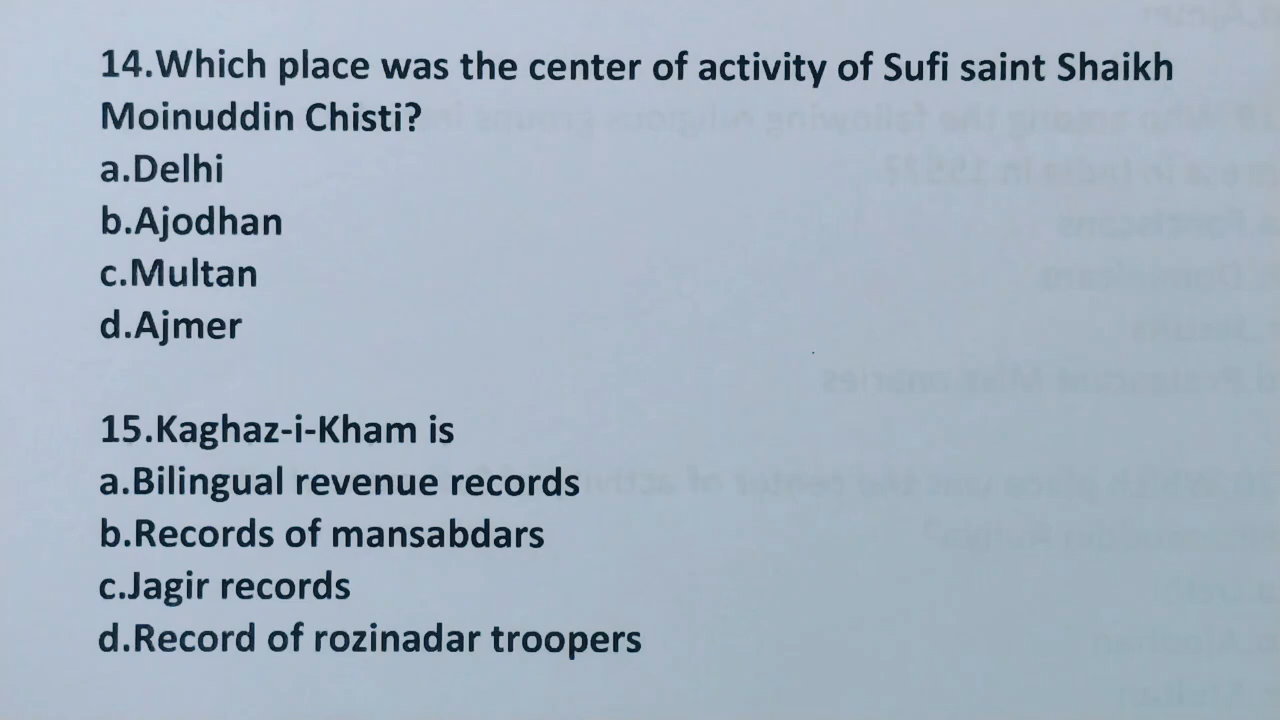 14.Which place was the center of activity of Sufi saint Shaikh
Moinuddin Chisti?
a.Delhi
b.Ajodhan
c.Multan
d.Ajmer
15.Kaghaz-i-Kham is
a.Bilingual revenue records
b.Records of mansabdars
c.Jagir records
d.Record of rozinadar troopers